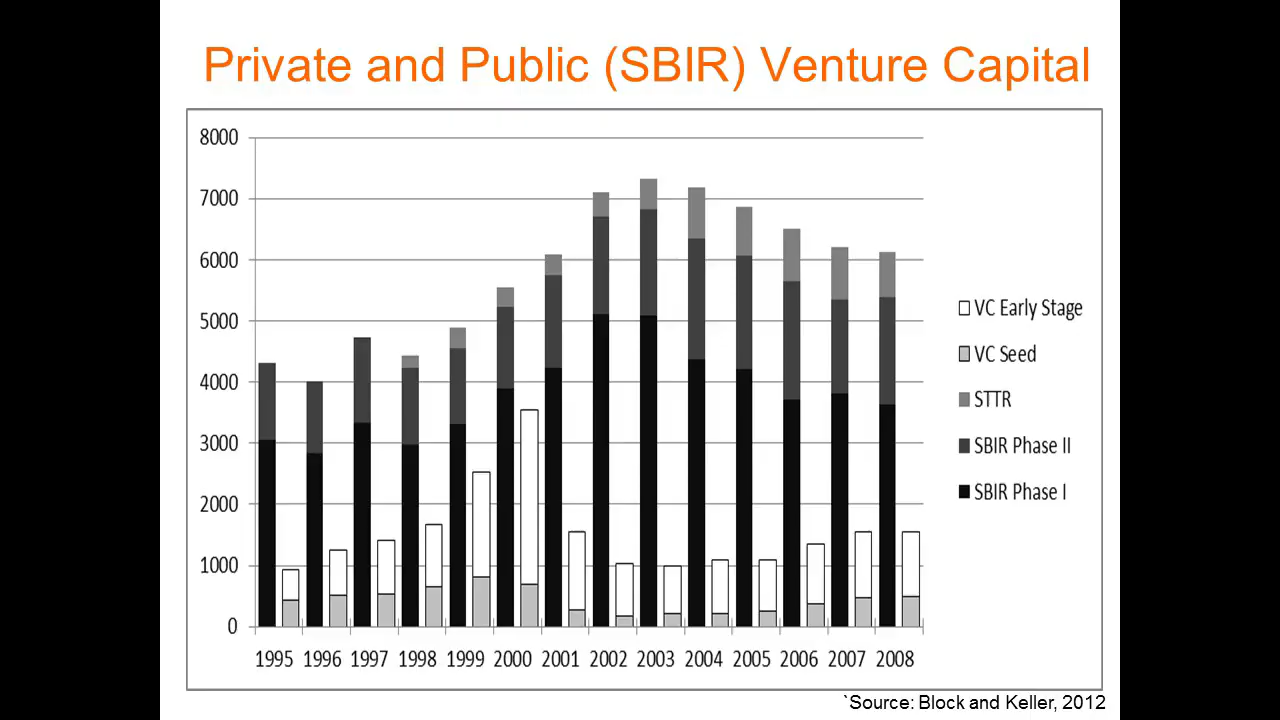 Private and Public (SBIR) Venture Capital
8000
7000
6000
5000
4000
3000
2000
1000
0
1995 1996 1997 1998 1999 2000 2001 2002 2003 2004 2005 2006 2007 2008
VC Early Stage
VC Seed
STTR
SBIR Phase II
SBIR Phase I
`Source: Block and Keller, 2012